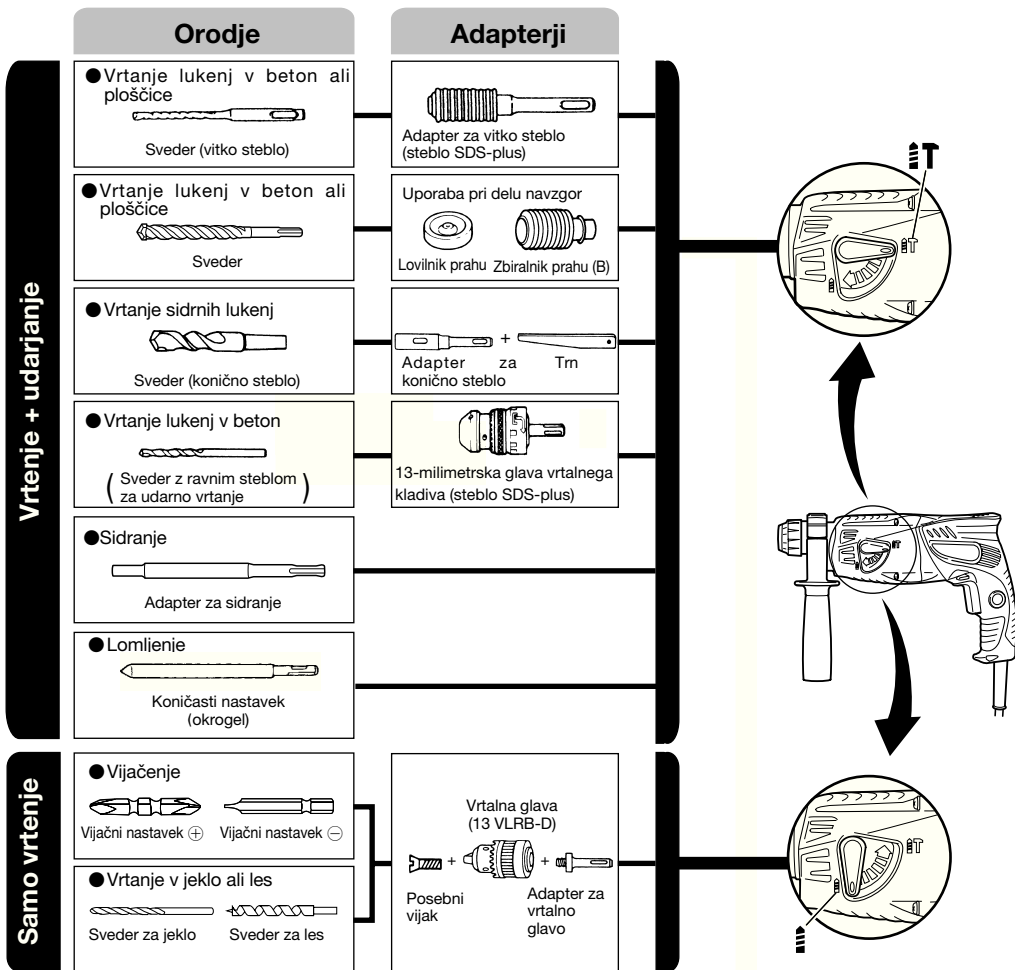 Orodje
Adapterji
Vrtenje + udarjanje
●Vrtanje lukenj v beton ali
ploščice
Sveder (vitko steblo)
Adapter za vitko steblo
(steblo SDS-plus)
●Vrtanje lukenj v beton ali
ploščice
Sveder
Uporaba pri delu navzgor
Lovilnik prahu Zbiralnik prahu (B)
●Vrtanje sidrnih lukenj
Sveder (konično steblo)
+
Adapter za
konično steblo
Trn
●Vrtanje lukenj v beton
( Sveder z ravnim steblom
za udarno vrtanje )
13-milimetrska glava vrtalnega
kladiva (steblo SDS-plus)
●Sidranje
Adapter za sidranje
●Lomljenje
Koničasti nastavek
(okrogel)
Samo vrtenje
●Vijačenje
Vijačni nastavek ⊕ Vijačni nastavek ⊖
●Vrtanje v jeklo ali les
Sveder za jeklo Sveder za les
Vrtalna glava
(13 VLRB-D)
+ +
Posebni
vijak
Adapter za
vrtalno
glavo